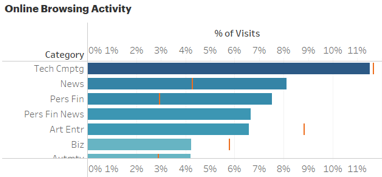 Online Browsing Activity
% of Visits
Category
0% 1% 2% 3% 4% 5% 6% 7% 8% 9% 10% 11%
Tech Cmptg
News
Pers Fin
Pers Fin News
Art Entr
Biz
Autmtv
0% 1% 2% 3% 4% 5% 6% 7% 8% 9% 10% 11%